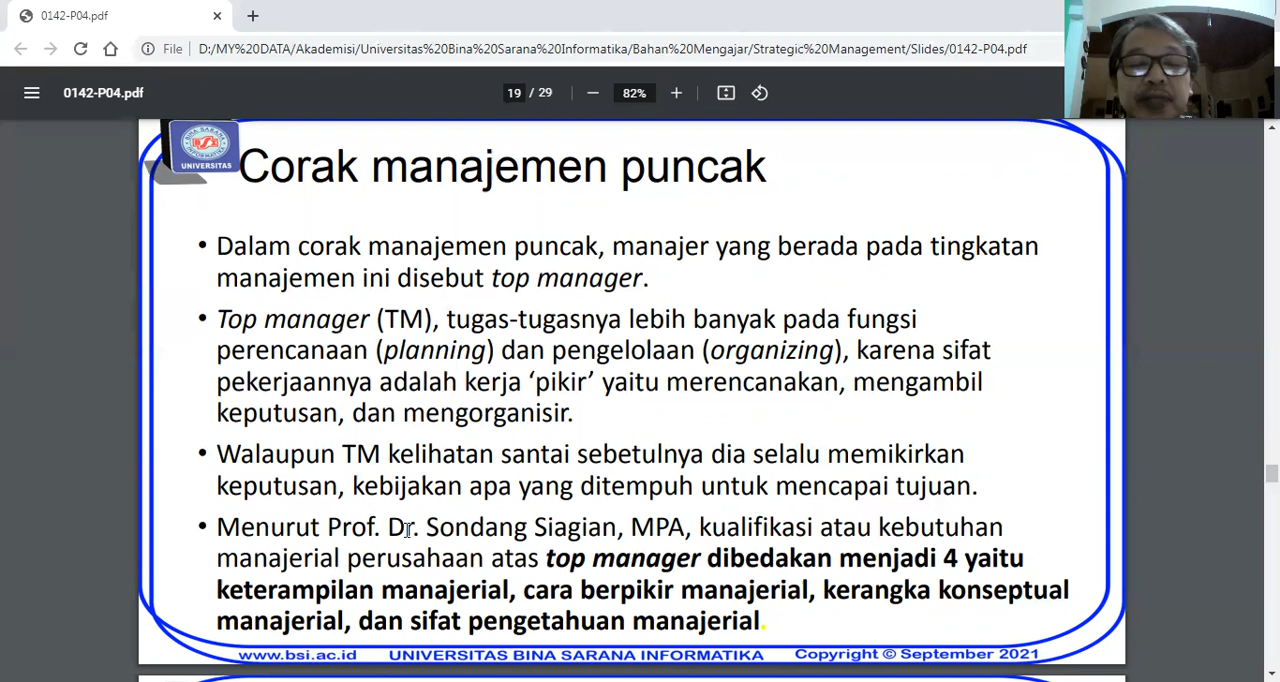 0142-P04.pdf
File D:/MY%20DATA/Akademisi/Universitas%20Bina%20Sarana%20Informatika/Bahan%20Mengajar/Strategic%20Management/Slides/0142-P04.pdf
0142-P04.pdf 19 / 29 82%
BINA SARANA
BSI
INFORMATIKA
UNIVERSITAS
Corak manajemen puncak
• Dalam corak manajemen puncak, manajer yang berada pada tingkatan
manajemen ini disebut top manager.
• Top manager (TM), tugas-tugasnya lebih banyak pada fungsi
perencanaan (planning) dan pengelolaan (organizing), karena sifat
pekerjaannya adalah kerja ‘pikir’ yaitu merencanakan, mengambil
keputusan, dan mengorganisir.
• Walaupun TM kelihatan santai sebetulnya dia selalu memikirkan
keputusan, kebijakan apa yang ditempuh untuk mencapai tujuan.
• Menurut Prof. Dr. Sondang Siagian, MPA, kualifikasi atau kebutuhan
manajerial perusahaan atas top manager dibedakan menjadi 4 yaitu
keterampilan manajerial, cara berpikir manajerial, kerangka konseptual
manajerial, dan sifat pengetahuan manajerial.
www.bsi.ac.id UNIVERSITAS BINA SARANA INFORMATIKA Copyright © September 2021